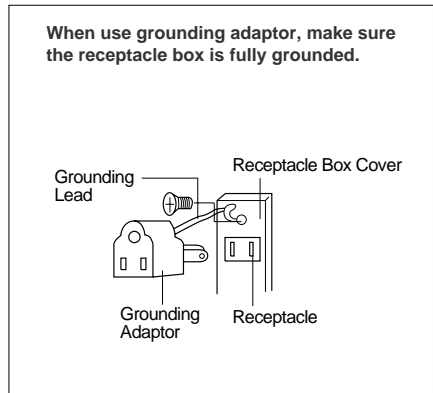 When use grounding adaptor, make sure
the receptacle box is fully grounded.
Grounding
Lead
Receptacle Box Cover
Grounding
Adaptor
Receptacle